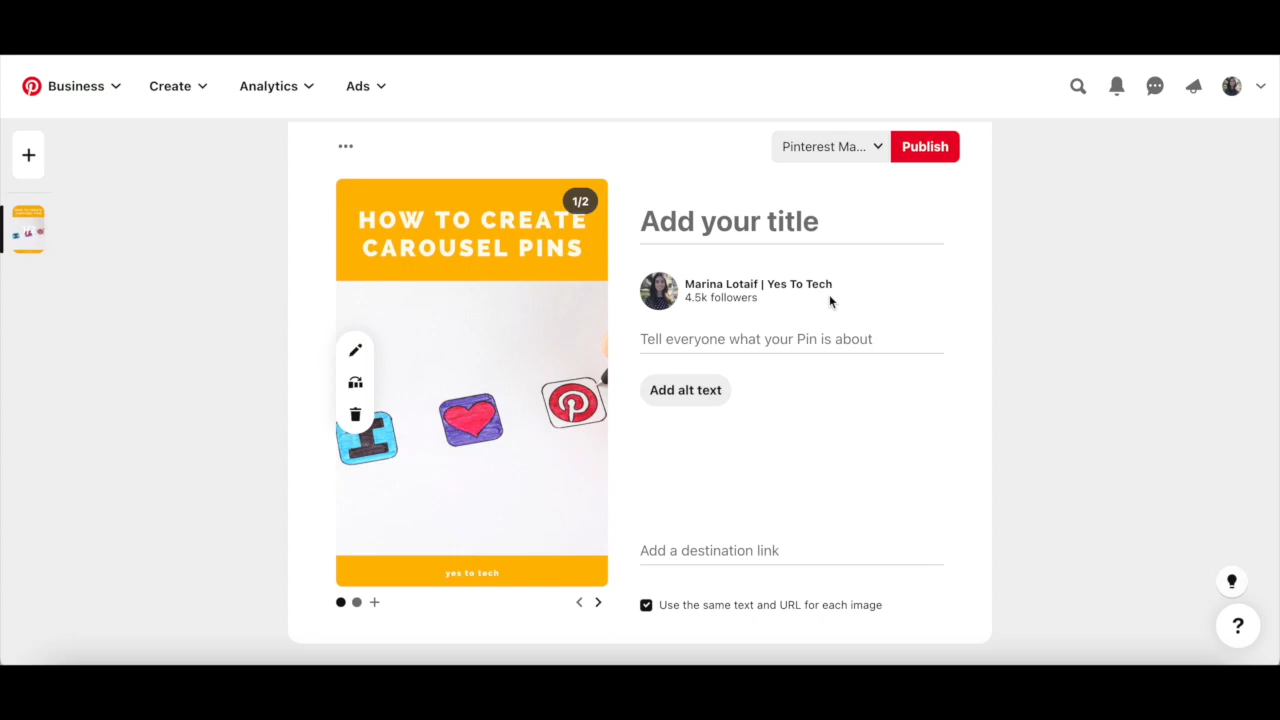 Business
Create
Analytics
Ads
Pinterest Ma...
Publish
1/2
HOW TO CREATE
CAROUSEL PINS
yes to tech
Add your title
Marina Lotaif | Yes To Tech
4.5k followers
Tell everyone what your Pin is about
Add alt text
Add a destination link
Use the same text and URL for each image
?